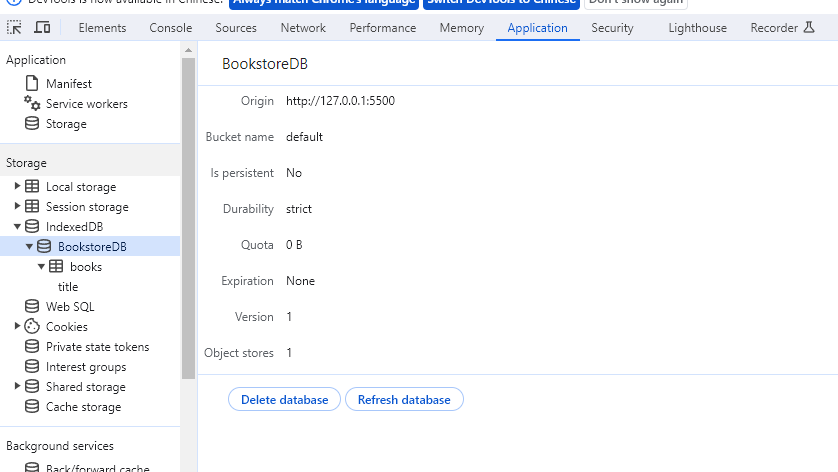 DevTools is now available in Chinese! Always match Chrome's language Switch DevTools to Chinese Don't show again
Elements Console Sources Network Performance Memory Application Security Lighthouse Recorder
Application
Manifest
Service workers
Storage
Storage
Local storage
Session storage
IndexedDB
BookstoreDB
books
title
Web SQL
Cookies
Private state tokens
Interest groups
Shared storage
Cache storage
Background services
Back/forward cache
BookstoreDB
Origin http://127.0.0.1:5500
Bucket name default
Is persistent No
Durability strict
Quota 0 B
Expiration None
Version 1
Object stores 1
Delete database Refresh database